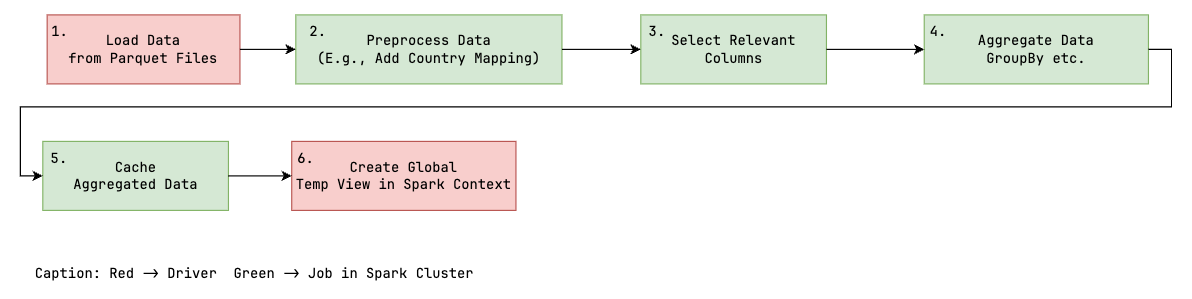 1. Load Data
from Parquet Files
2. Preprocess Data
(E.g., Add Country Mapping)
3. Select Relevant
Columns
4. Aggregate Data
GroupBy etc.
5. Cache
Aggregated Data
6. Create Global
Temp View in Spark Context
Caption: Red -> Driver  Green -> Job in Spark Cluster